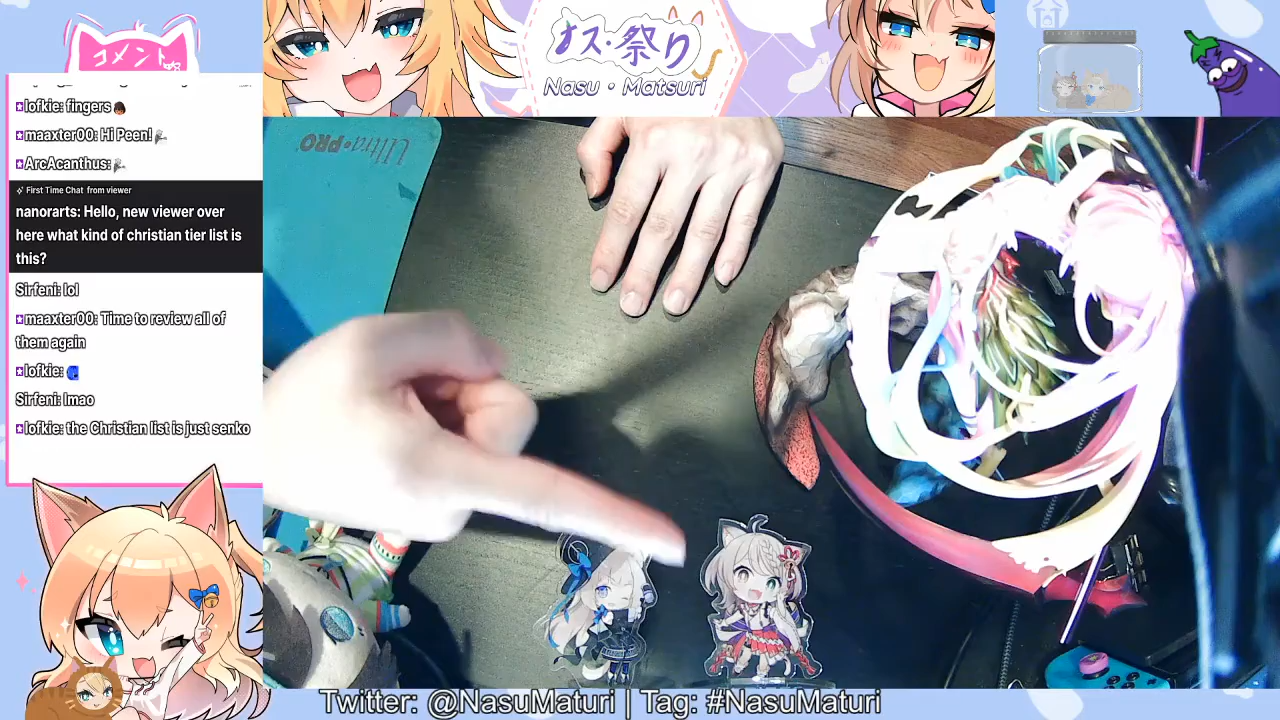 コメント
lofkie: fingers
maaxter00: Hi Peen!
AreAcanthus:
First Time Chat from viewer
nanorarts: Hello, new viewer over
here what kind of christian tier list is
this?
Sirfeni: lol
maaxter00: Time to review all of
them again
lofkie:
Sirfeni: lmao
lofkie: the Christian list is just senko
ナス・祭り
Nasu・Matsuri
Ultra・PRO
Twitter: @NasuMaturi | Tag: #NasuMaturi